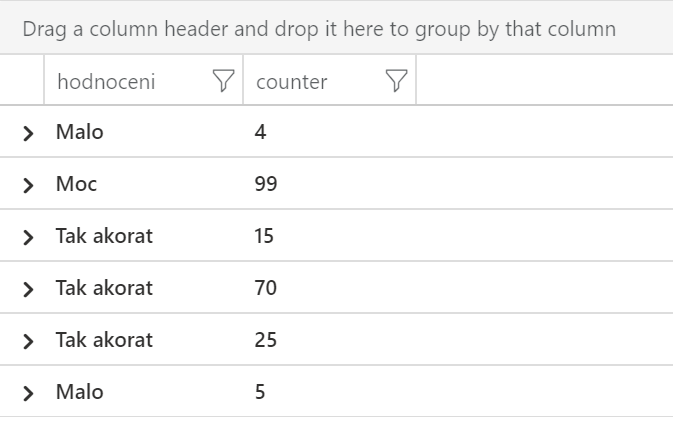 Drag a column header and drop it here to group by that column
hodnoceni counter
Malo 4
Moc 99
Tak akorat 15
Tak akorat 70
Tak akorat 25
Malo 5